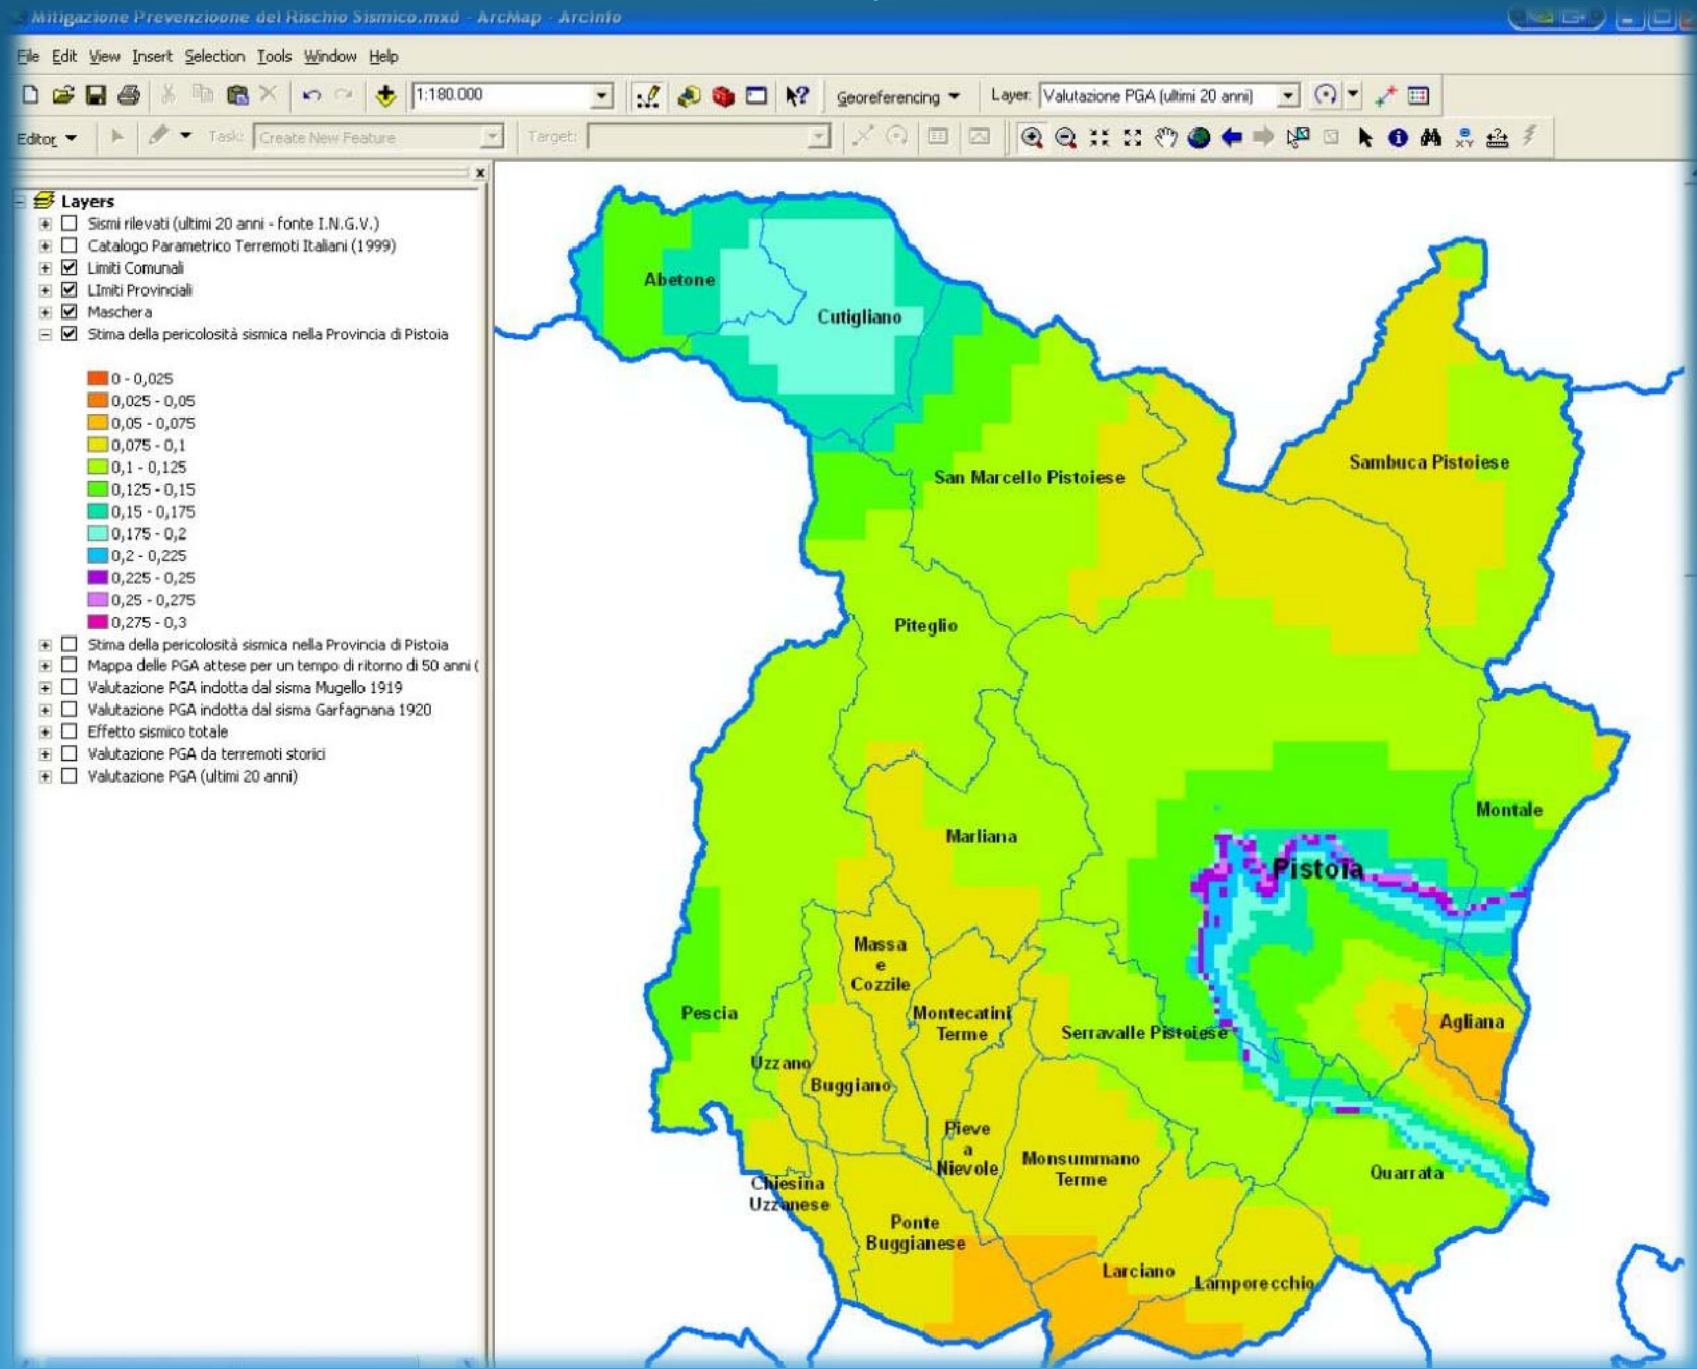 Mitigazione Prevenzioone del Rischio Sismico.mxd - ArcMap - ArcInfo
File Edit View Insert Selection Tools Window Help
1:180.000 Georeferencing Layer: Valutazione PGA (ultimi 20 anni)
Editor Task: Create New Feature Target:
Layers
Sismi rilevati (ultimi 20 anni - fonte I.N.G.V.)
Catalogo Parametrico Terremoti Italiani (1999)
Limiti Comunali
LImiti Provinciali
Maschera
Stima della pericolosità sismica nella Provincia di Pistoia
0 - 0,025
0,025 - 0,05
0,05 - 0,075
0,075 - 0,1
0,1 - 0,125
0,125 - 0,15
0,15 - 0,175
0,175 - 0,2
0,2 - 0,225
0,225 - 0,25
0,25 - 0,275
0,275 - 0,3
Stima della pericolosità sismica nella Provincia di Pistoia
Mappa delle PGA attese per un tempo di ritorno di 50 anni (
Valutazione PGA indotta dal sisma Mugello 1919
Valutazione PGA indotta dal sisma Garfagnana 1920
Effetto sismico totale
Valutazione PGA da terremoti storici
Valutazione PGA (ultimi 20 anni)
Abetone
Cutigliano
Sambuca Pistoiese
San Marcello Pistoiese
Piteglio
Montale
Marliana
Pistoia
Massa
e
Cozzile
Pescia
Montecatini
Terme
Serravalle Pistoiese
Agliana
Uzzano
Buggiano
Pieve
a
Nievole
Monsummano
Terme
Quarrata
Chiesina
Uzzanese
Ponte
Buggianese
Larciano
Lamporecchio